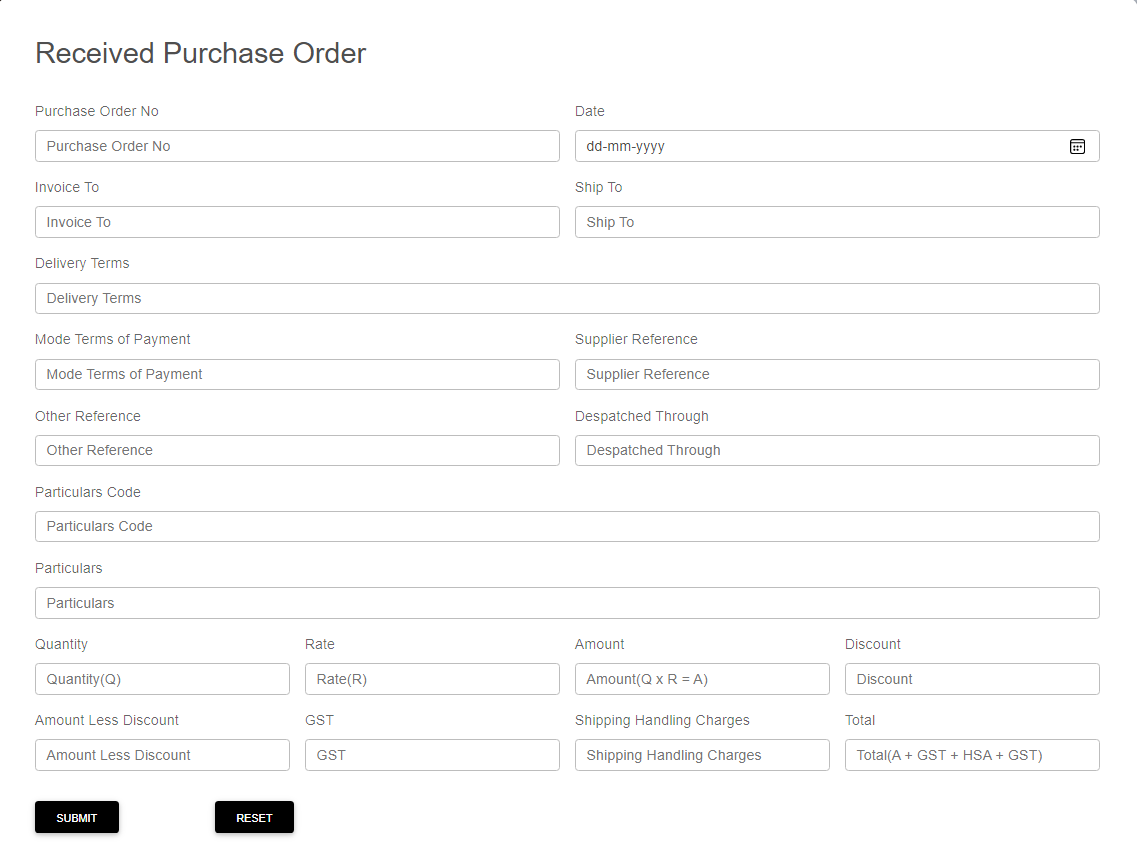 Received Purchase Order
Purchase Order No Date
Purchase Order No dd-mm-yyyy
Invoice To Ship To
Invoice To Ship To
Delivery Terms
Delivery Terms
Mode Terms of Payment Supplier Reference
Mode Terms of Payment Supplier Reference
Other Reference Despatched Through
Other Reference Despatched Through
Particulars Code
Particulars Code
Particulars
Particulars
Quantity Rate Amount Discount
Quantity(Q) Rate(R) Amount(Q x R = A) Discount
Amount Less Discount GST Shipping Handling Charges Total
Amount Less Discount GST Shipping Handling Charges Total(A + GST + HSA + GST)
SUBMIT RESET